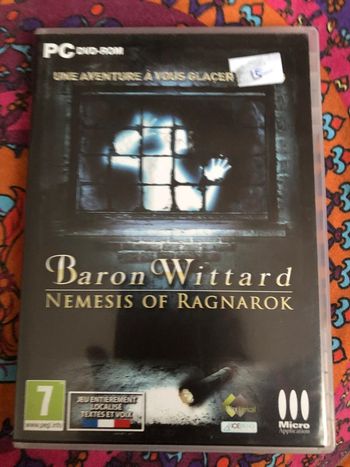 PC DVD-ROM
UNE AVENTURE À VOUS GLACER
Baron Wittard
NEMESIS OF RAGNAROK
7
www.pegi.info
JEU ENTIEREMENT
LOCALISÉ
TEXTES ET VOIX
Micro
Application